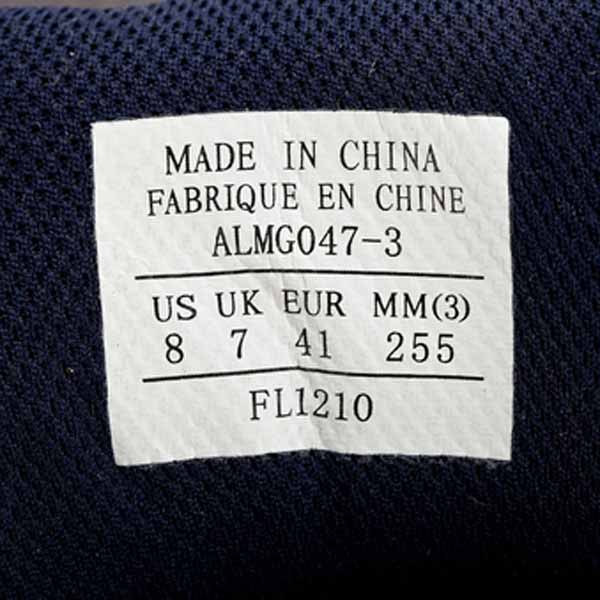 MADE IN CHINA
FABRIQUE EN CHINE
ALMG047-3
US UK EUR MM(3)
8 7 41 255
FL1210